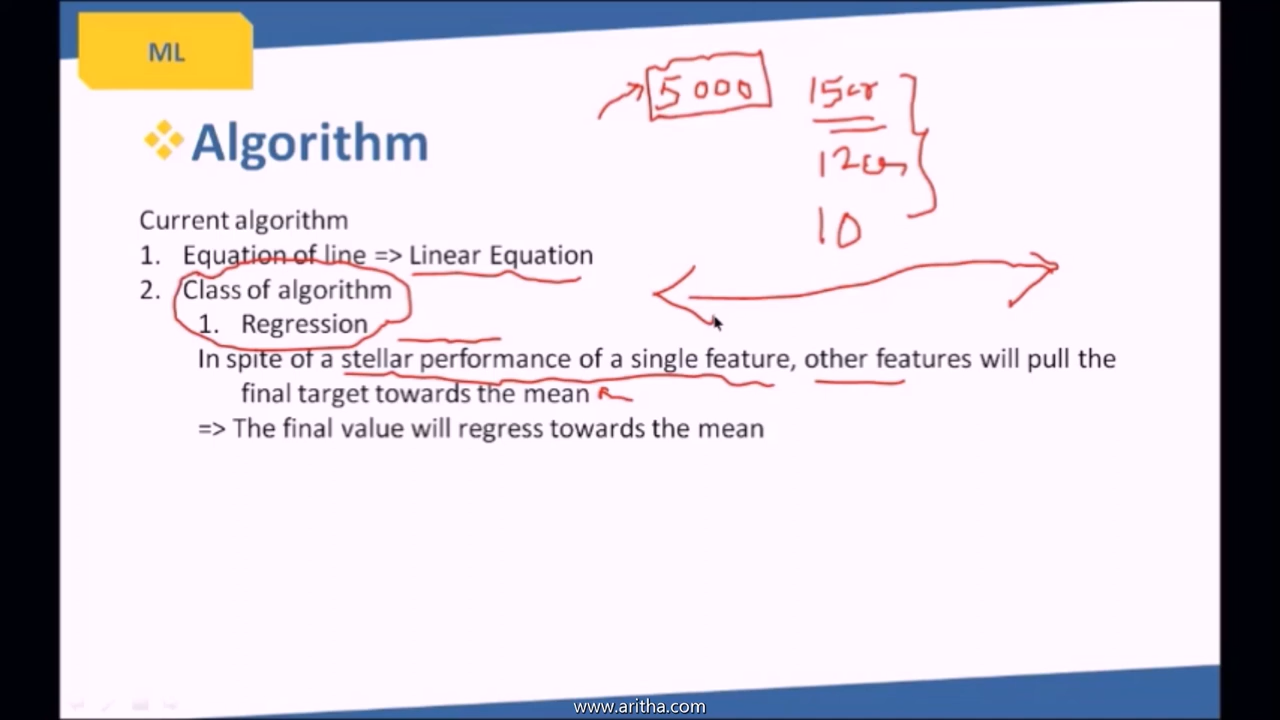 ML
5000
15cr
12cr
10
Algorithm
Current algorithm
1. Equation of line => Linear Equation
2. Class of algorithm
1. Regression
In spite of a stellar performance of a single feature, other features will pull the
final target towards the mean
=> The final value will regress towards the mean
www.aritha.com